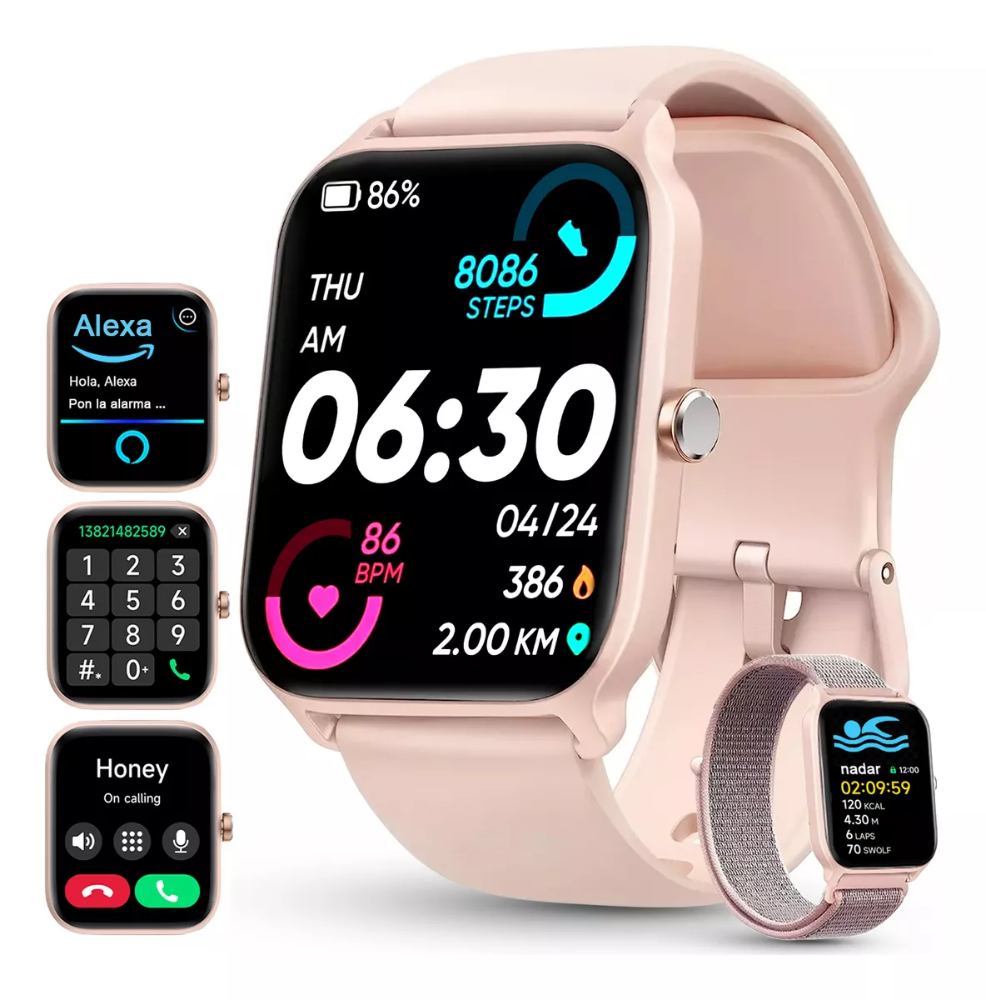 86%
8086
STEPS
THU
AM
06:30
04/24
86
BPM
386
2.00 KM
Alexa
Hola, Alexa
Pon la alarma ...
13821482589
1 2 3
4 5 6
7 8 9
#* 0+
Honey
On calling
nadar 12:00
02:09:59
120 KCAL
4.30 M
6 LAPS
70 SWOLF